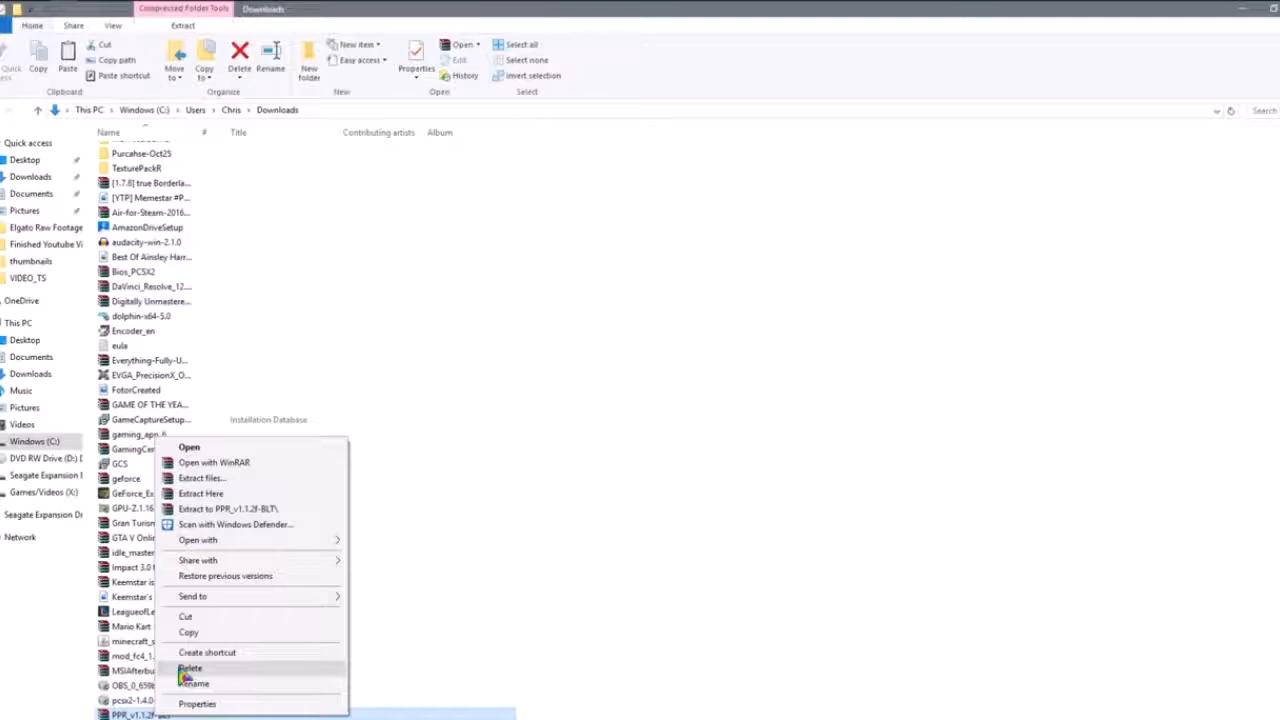 Compressed Folder Tools
Downloads
Home
Share
View
Extract
Copy
Paste
Cut
Copy path
Paste shortcut
Clipboard
Move to
Copy to
Delete
Rename
Organize
New folder
New item
Easy access
New
Properties
Open
Edit
History
Open
Select all
Select none
Invert selection
Select
This PC > Windows (C:) > Users > Chris > Downloads
Search
Name
#
Title
Contributing artists
Album
Quick access
Desktop
Downloads
Documents
Pictures
Elgato Raw Footage
Finished Youtube Vi
thumbnails
VIDEO_TS
OneDrive
This PC
Desktop
Documents
Downloads
Music
Pictures
Videos
Windows (C:)
DVD RW Drive (D:)
Seagate Expansion
Games/Videos (X:)
Seagate Expansion Dr
Network
Purcahse-Oct25
TexturePackR
[1.7.8] true Borderla...
[YTP] Memestar #P...
Air-for-Steam-2016...
AmazonDriveSetup
audacity-win-2.1.0
Best Of Ainsley Harr...
Bios_PCSX2
DaVinci_Resolve_12....
Digitally Unmastere...
dolphin-x64-5.0
Encoder_en
eula
Everything-Fully-U...
EVGA_PrecisionX_O...
FotorCreated
GAME OF THE YEA...
GameCaptureSetup...
Installation Database
gaming_app_6
GamingCen
GCS
geforce
GeForce_Ex
GPU-Z.1.16
Gran Turism
GTA V Onlin
idle_master
Impact 3.0
Keemstar is
Keemstar's
LeagueofLe
Mario Kart
minecraft_s
mod_fc4_1.
MSIAfterbu
OBS_0_659b
pcsx2-1.4.0
PPR_v1.1.2f-BLT
Open
Open with WinRAR
Extract files...
Extract Here
Extract to PPR_v1.1.2f-BLT\
Scan with Windows Defender...
Open with
Share with
Restore previous versions
Send to
Cut
Copy
Create shortcut
Delete
Rename
Properties